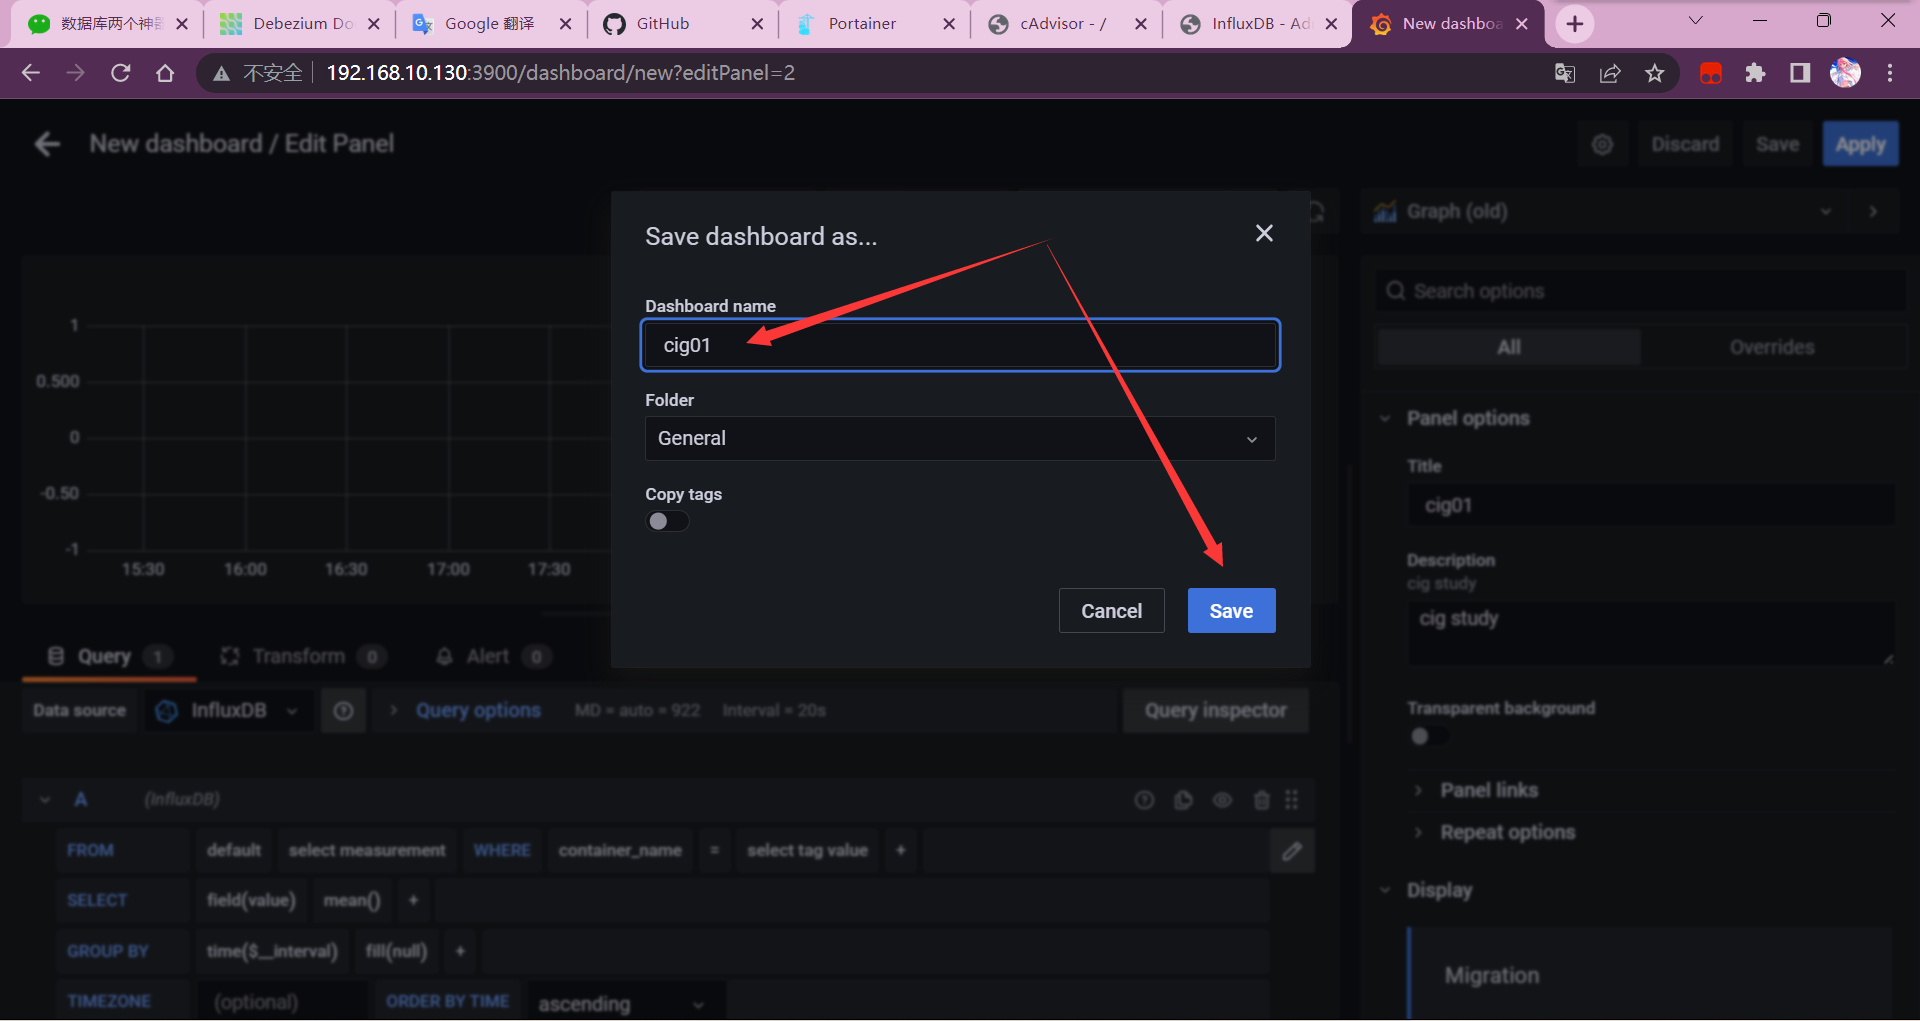 数据库两个神器
Debezium Do
Google 翻译
GitHub
Portainer
cAdvisor - /
InfluxDB - Ad
New dashboa
不安全
192.168.10.130:3900/dashboard/new?editPanel=2
New dashboard / Edit Panel
Discard
Save
Apply
Graph (old)
Search options
All
Overrides
Panel options
Title
cig01
Description
cig study
cig study
Transparent background
Panel links
Repeat options
Display
Migration
Save dashboard as...
Dashboard name
cig01
Folder
General
Copy tags
Cancel
Save
1
0.500
0
-0.50
-1
15:30
16:00
16:30
17:00
17:30
Query 1
Transform 0
Alert 0
Data source
InfluxDB
Query options
MD = auto = 922
Interval = 20s
Query inspector
A
(InfluxDB)
FROM default select measurement WHERE container_name = select tag value +
SELECT field(value) mean() +
GROUP BY time($__interval) fill(null) +
TIMEZONE (optional) ORDER BY TIME ascending